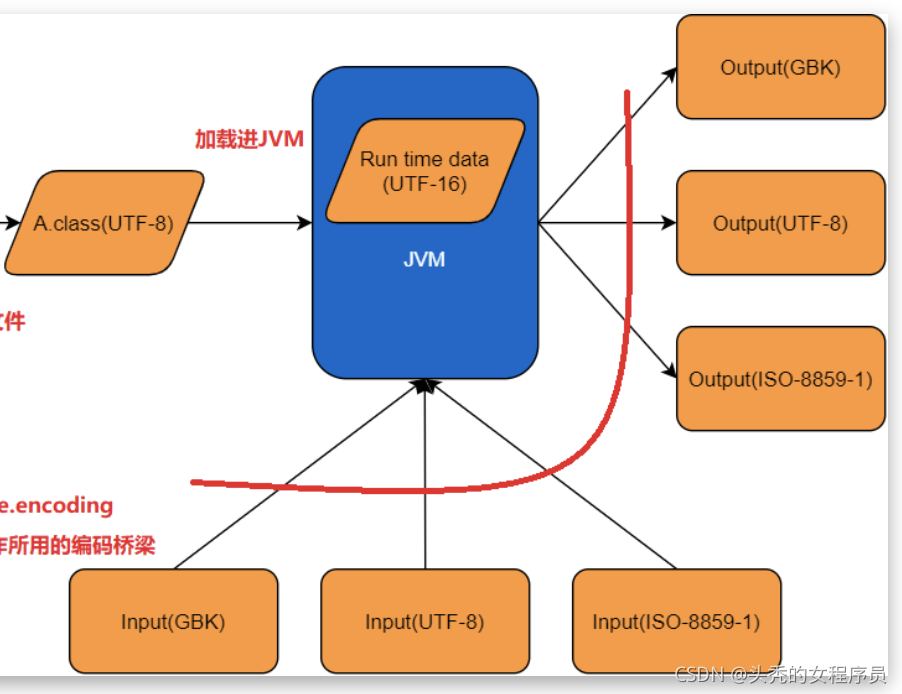 Output(GBK)
加载进JVM
Run time data
(UTF-16)
A.class(UTF-8)
Output(UTF-8)
JVM
文件
Output(ISO-8859-1)
e.encoding
作所用的编码桥梁
Input(GBK)
Input(UTF-8)
Input(ISO-8859-1)
CSDN @头秃的女程序员